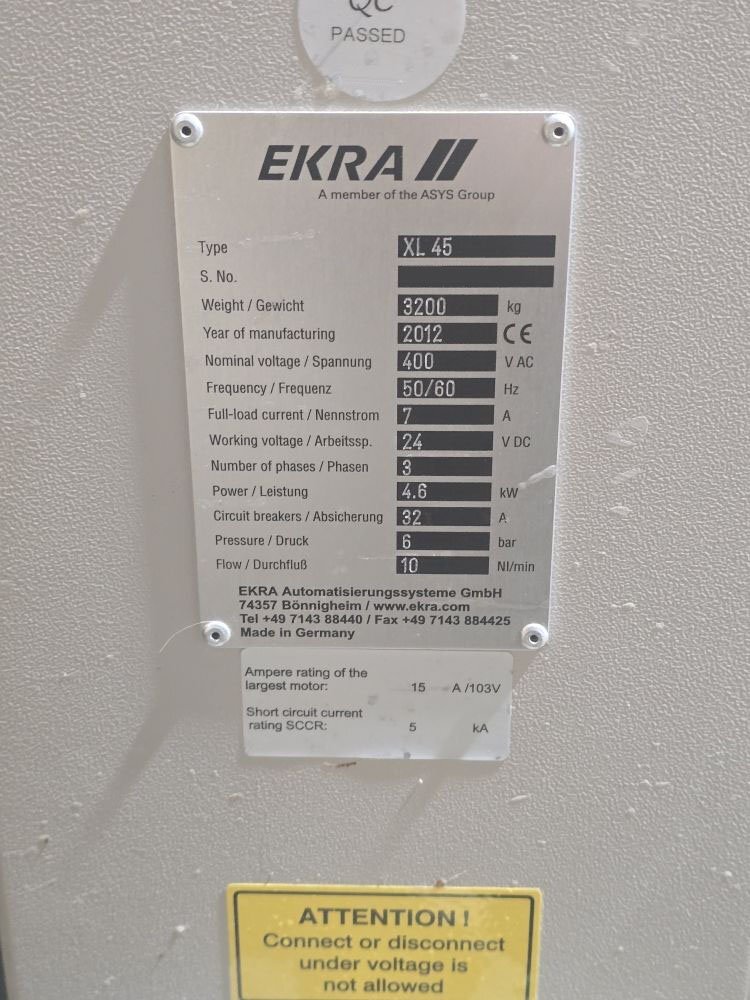 QC
PASSED
EKRA
A member of the ASYS Group
Type XL 45
S. No.
Weight / Gewicht 3200 kg
Year of manufacturing 2012 CE
Nominal voltage / Spannung 400 V AC
Frequency / Frequenz 50/60 Hz
Full-load current / Nennstrom 7 A
Working voltage / Arbeitssp. 24 V DC
Number of phases / Phasen 3
Power / Leistung 4.6 kW
Circuit breakers / Absicherung 32 A
Pressure / Druck 6 bar
Flow / Durchfluß 10 Nl/min
EKRA Automatisierungssysteme GmbH
74357 Bönnigheim / www.ekra.com
Tel +49 7143 88440 / Fax +49 7143 884425
Made in Germany
Ampere rating of the
largest motor: 15 A /103V
Short circuit current
rating SCCR: 5 kA
ATTENTION !
Connect or disconnect
under voltage is
not allowed